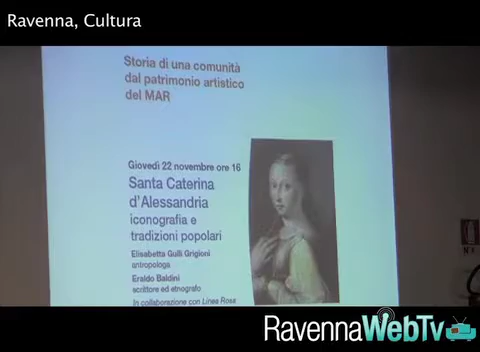 Ravenna, Cultura
Storia di una comunità
dal patrimonio artistico
del MAR
Giovedì 22 novembre ore 16
Santa Caterina
d'Alessandria
iconografia e
tradizioni popolari
Elisabetta Gulli Grigioni
antropologa
Eraldo Baldini
scrittore ed etnografo
In collaborazione con Linea Rosa
RavennaWebTv